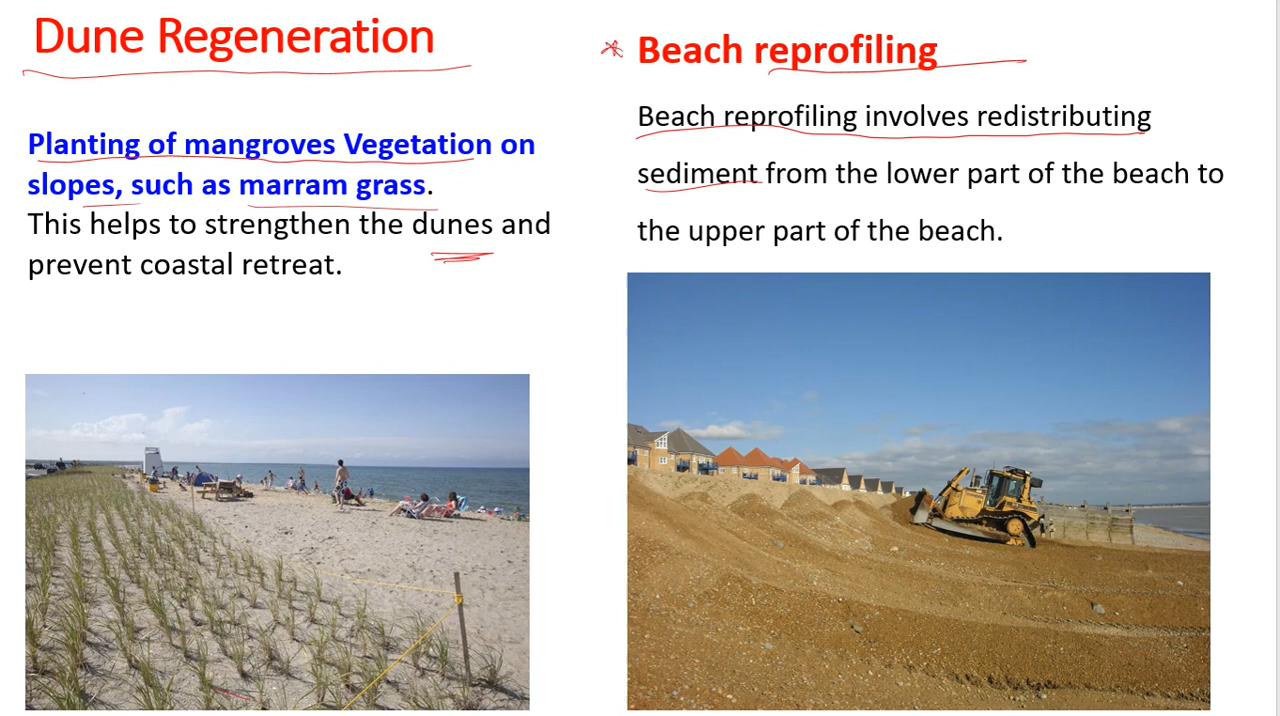 Dune Regeneration
Planting of mangroves Vegetation on
slopes, such as marram grass.
This helps to strengthen the dunes and
prevent coastal retreat.
Beach reprofiling
Beach reprofiling involves redistributing
sediment from the lower part of the beach to
the upper part of the beach.